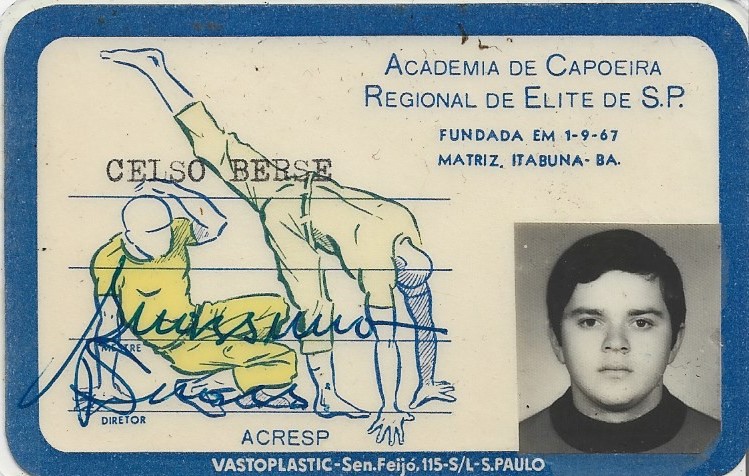 ACADEMIA DE CAPOEIRA
REGIONAL DE ELITE DE S.P.
FUNDADA EM 1-9-67
MATRIZ, ITABUNA-BA.
CELSO BERSE
MESTRE
DIRETOR
ACRESP
VASTOPLASTIC-Sen.Feijó, 115-S/L-S.PAULO